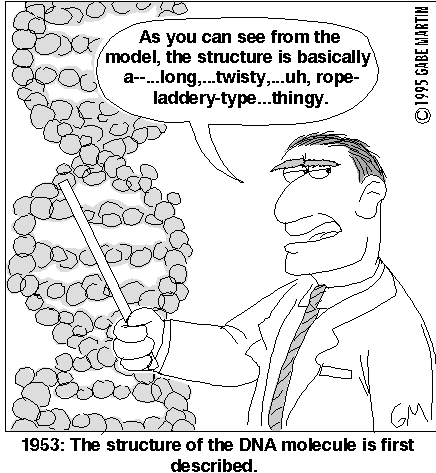 As you can see from the
model, the structure is basically
a--...long,...twisty,...uh, rope-
laddery-type...thingy.
© 1995 GABE MARTIN
GM
1953: The structure of the DNA molecule is first
described.